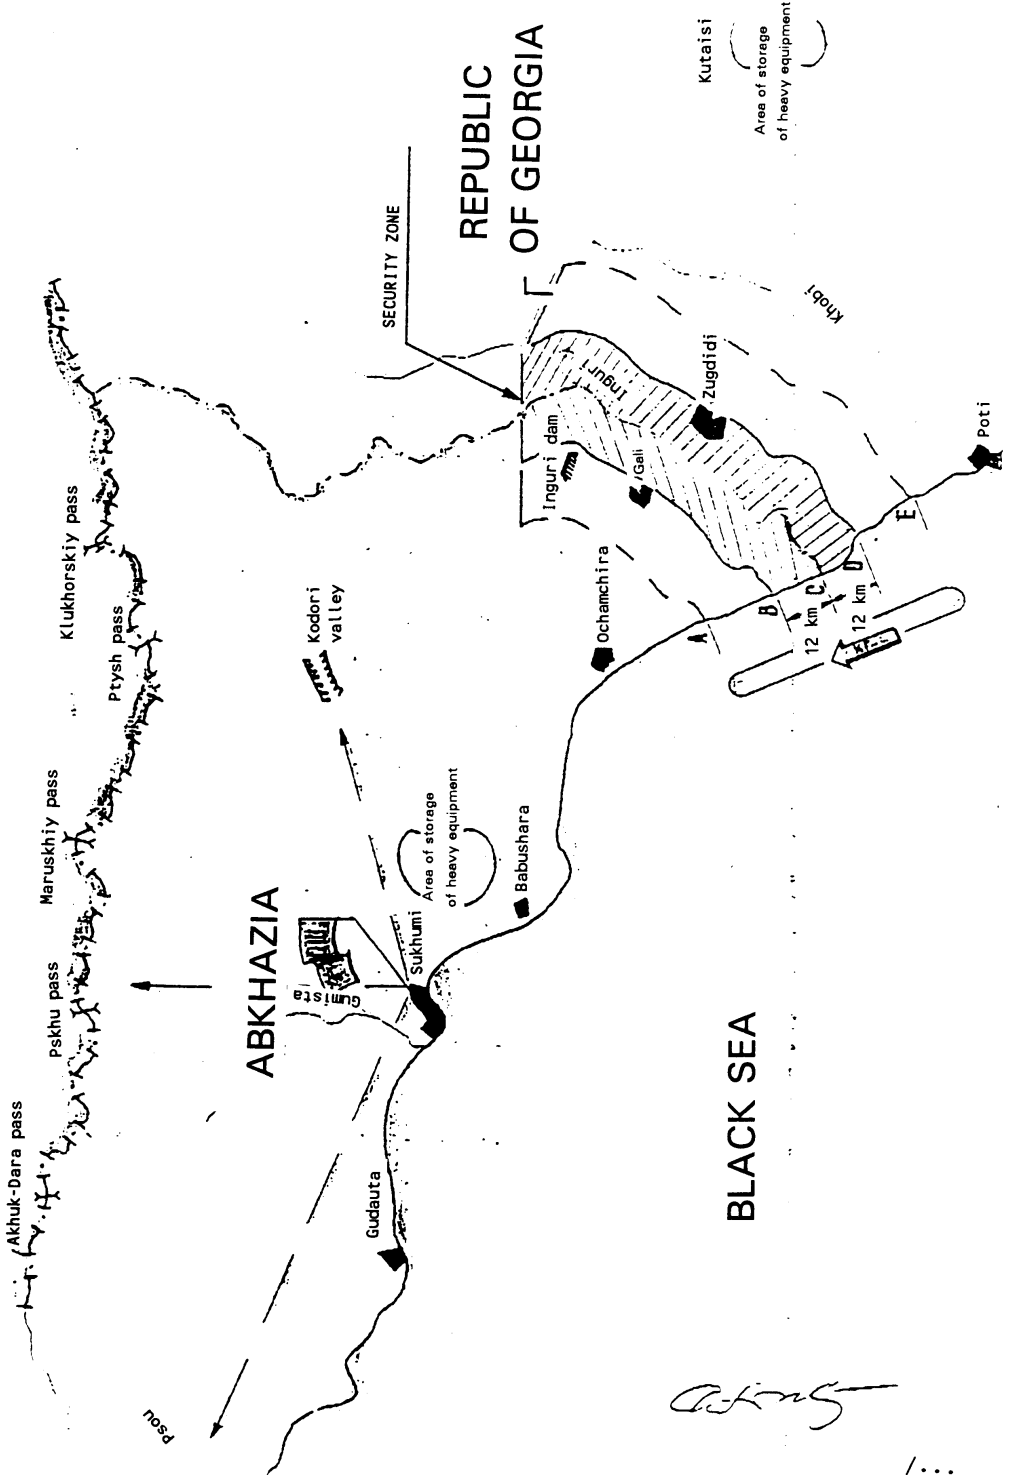 Akhuk-Dara pass
Pskhu pass
Maruskhiy pass
Ptysh pass
Klukhorskiy pass
Psou
ABKHAZIA
Gumista
Gudauta
Sukhumi
Area of storage
of heavy equipment
Kodori
valley
Babushara
Ochamchira
SECURITY ZONE
REPUBLIC
OF GEORGIA
Inguri dam
Inguri
Gali
Zugdidi
Khobi
Kutaisi
Area of storage
of heavy equipment
A
B
C
D
E
12 km
12 km
Poti
BLACK SEA
/...